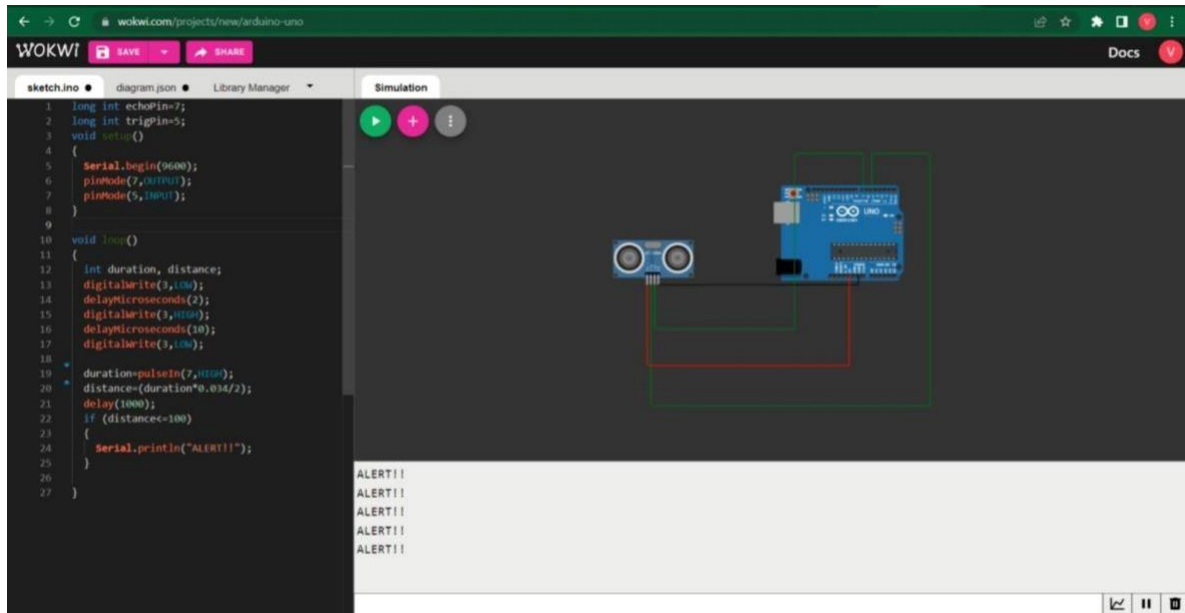 wokwi.com/projects/new/arduino-uno
WOKWI SAVE SHARE Docs V
sketch.ino diagram.json Library Manager Simulation
1 long int echoPin=7;
2 long int trigPin=5;
3 void setup()
4 {
5 Serial.begin(9600);
6 pinMode(7,OUTPUT);
7 pinMode(5,INPUT);
8 }
9
10 void loop()
11 {
12 int duration, distance;
13 digitalWrite(3,LOW);
14 delayMicroseconds(2);
15 digitalWrite(3,HIGH);
16 delayMicroseconds(10);
17 digitalWrite(3,LOW);
18
19 duration=pulseIn(7,HIGH);
20 distance=(duration*0.034/2);
21 delay(1000);
22 if (distance<=100)
23 {
24 Serial.println("ALERT!!");
25 }
26
27 }
UNO
ALERT!!
ALERT!!
ALERT!!
ALERT!!
ALERT!!